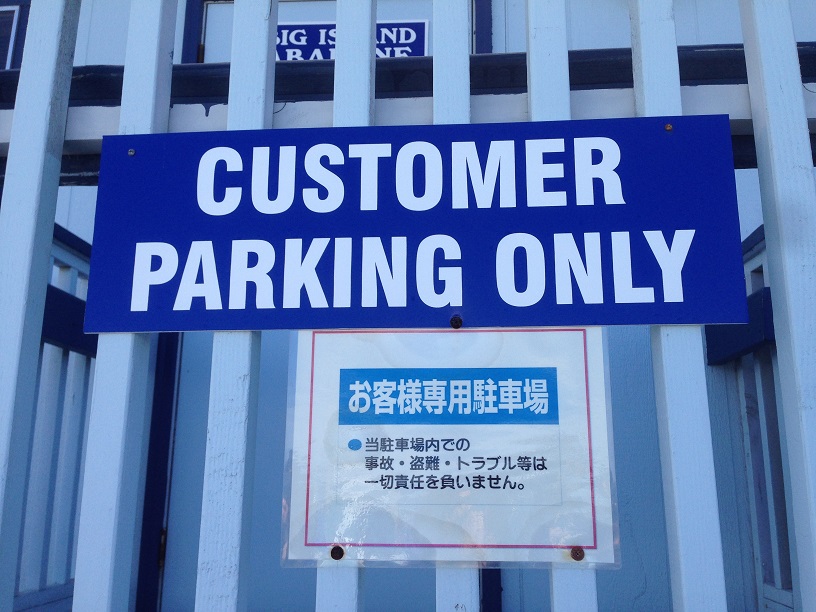 BIG ISLAND
ABALONE
CUSTOMER
PARKING ONLY
お客様専用駐車場
●当駐車場内での
事故・盗難・トラブル等は
一切責任を負いません。